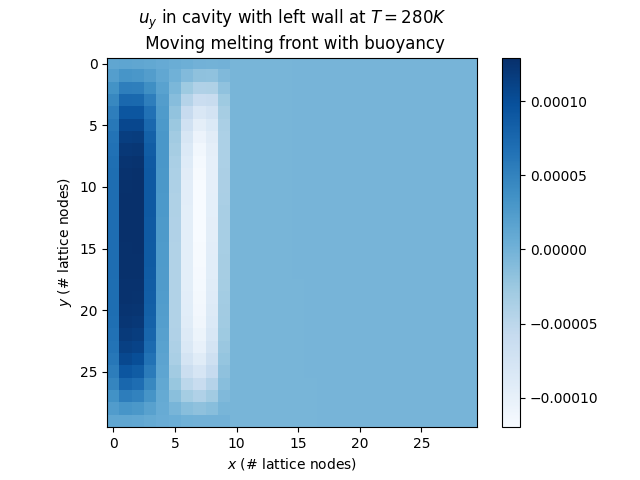 u_y in cavity with left wall at T = 280K
Moving melting front with buoyancy
0
5
10
15
20
25
y (# lattice nodes)
0 5 10 15 20 25
x (# lattice nodes)
0.00010
0.00005
0.00000
−0.00005
−0.00010